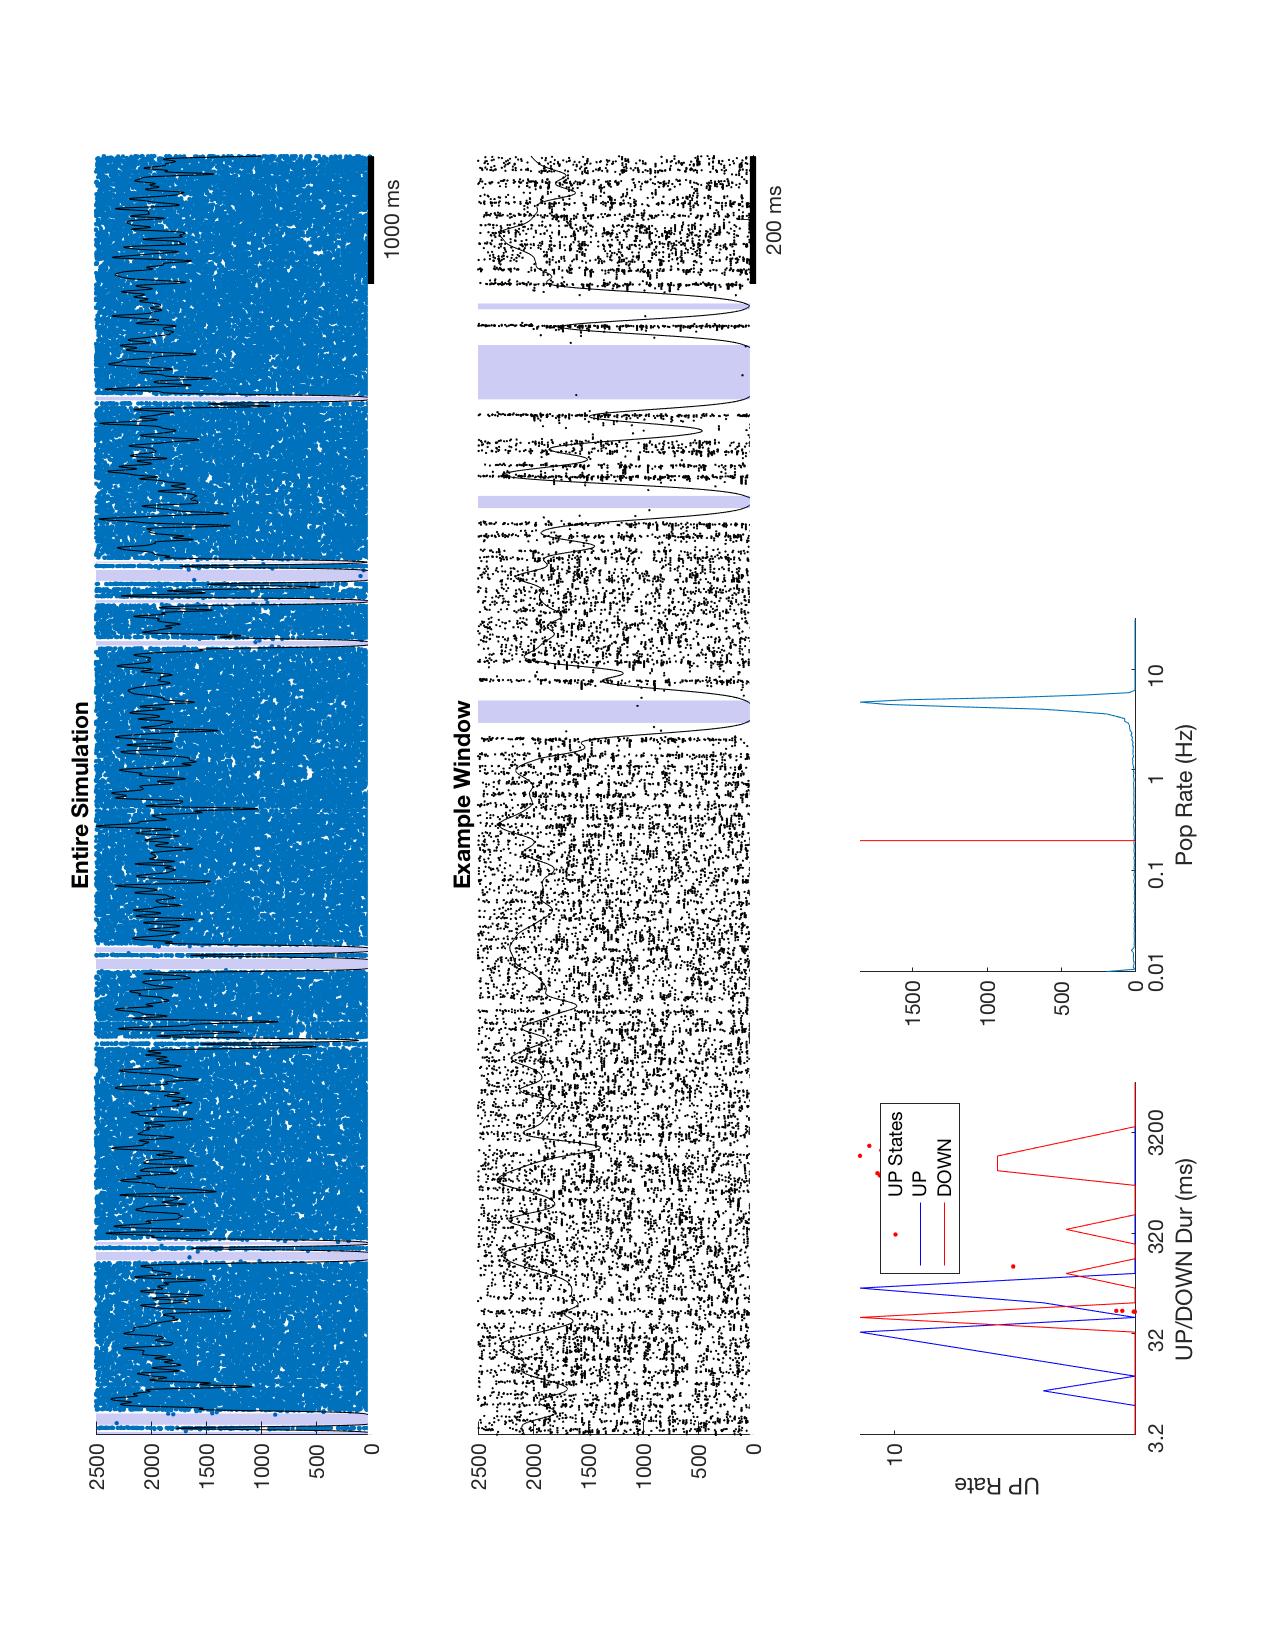 Entire Simulation
2500
2000
1500
1000
500
0
1000 ms
Example Window
2500
2000
1500
1000
500
0
200 ms
UP Rate
10
UP States
UP
DOWN
3.2 32 320 3200
UP/DOWN Dur (ms)
1500
1000
500
0
0.01 0.1 1 10
Pop Rate (Hz)